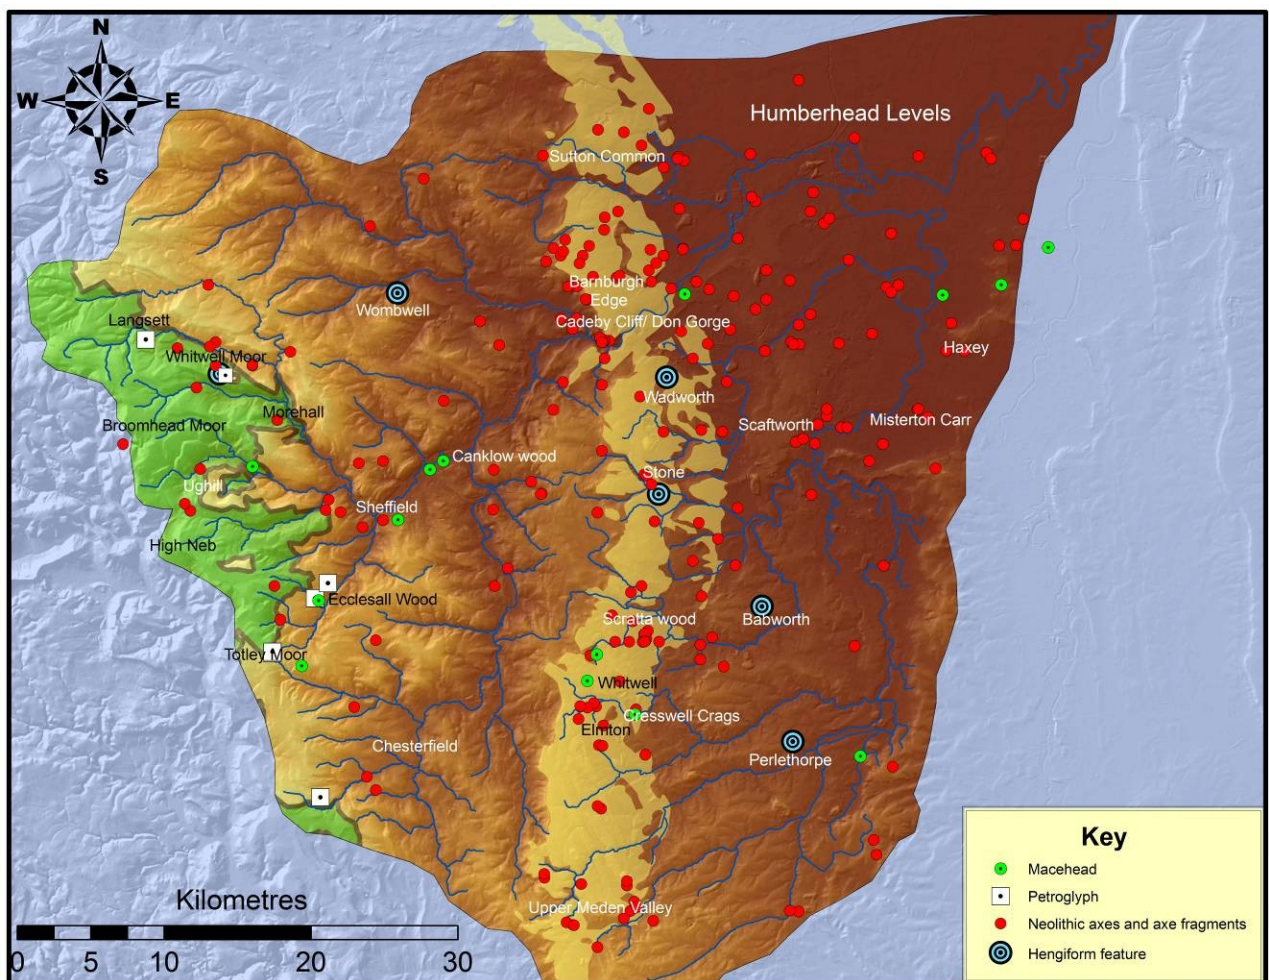 N
W E
S
Humberhead Levels
Sutton Common
Barnburgh
Edge
Wombwell
Langsett
Cadeby Cliff/ Don Gorge
Haxey
Whitwell Moor
Wadworth
Morehall
Broomhead Moor
Scaftworth
Misterton Carr
Canklow wood
Stone
Ughill
Sheffield
High Neb
Ecclesall Wood
Babworth
Scratta wood
Totley Moor
Whitwell
Cresswell Crags
Elmton
Chesterfield
Perlethorpe
Upper Meden Valley
Kilometres
0 5 10 20 30
Key
Macehead
Petroglyph
Neolithic axes and axe fragments
Hengiform feature